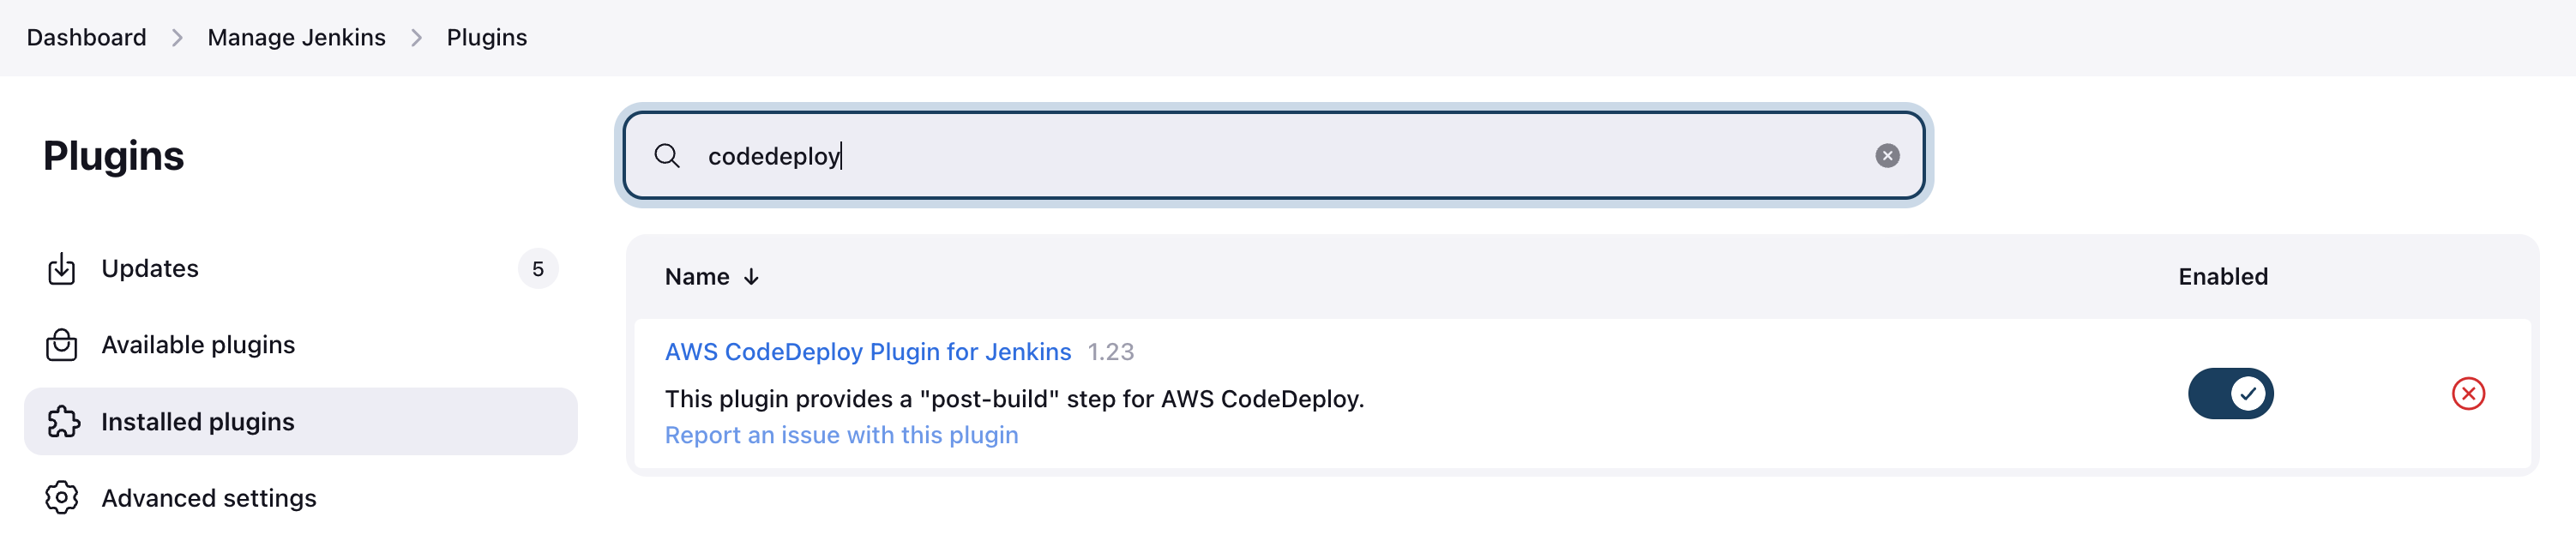 Dashboard > Manage Jenkins > Plugins
Plugins
codedeploy
Updates 5
Available plugins
Installed plugins
Advanced settings
Name Enabled
AWS CodeDeploy Plugin for Jenkins 1.23
This plugin provides a "post-build" step for AWS CodeDeploy.
Report an issue with this plugin